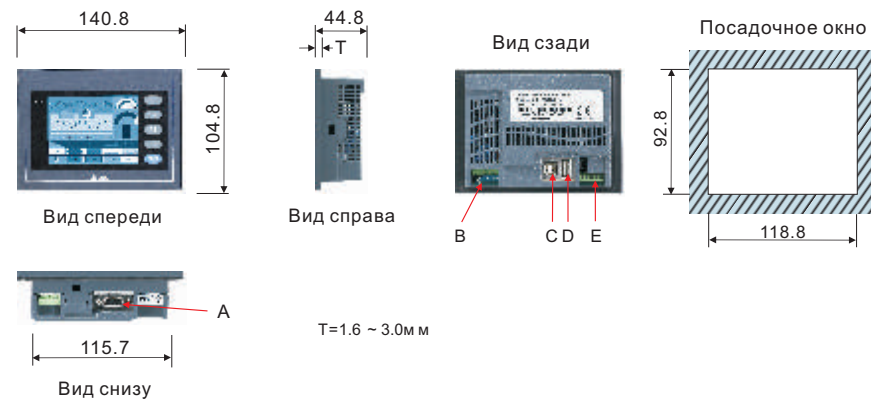 140.8
44.8
T
Вид сзади
Посадочное окно
104.8
92.8
Вид спереди
Вид справа
B
C
D
E
118.8
A
115.7
T=1.6 ~ 3.0м м
Вид снизу